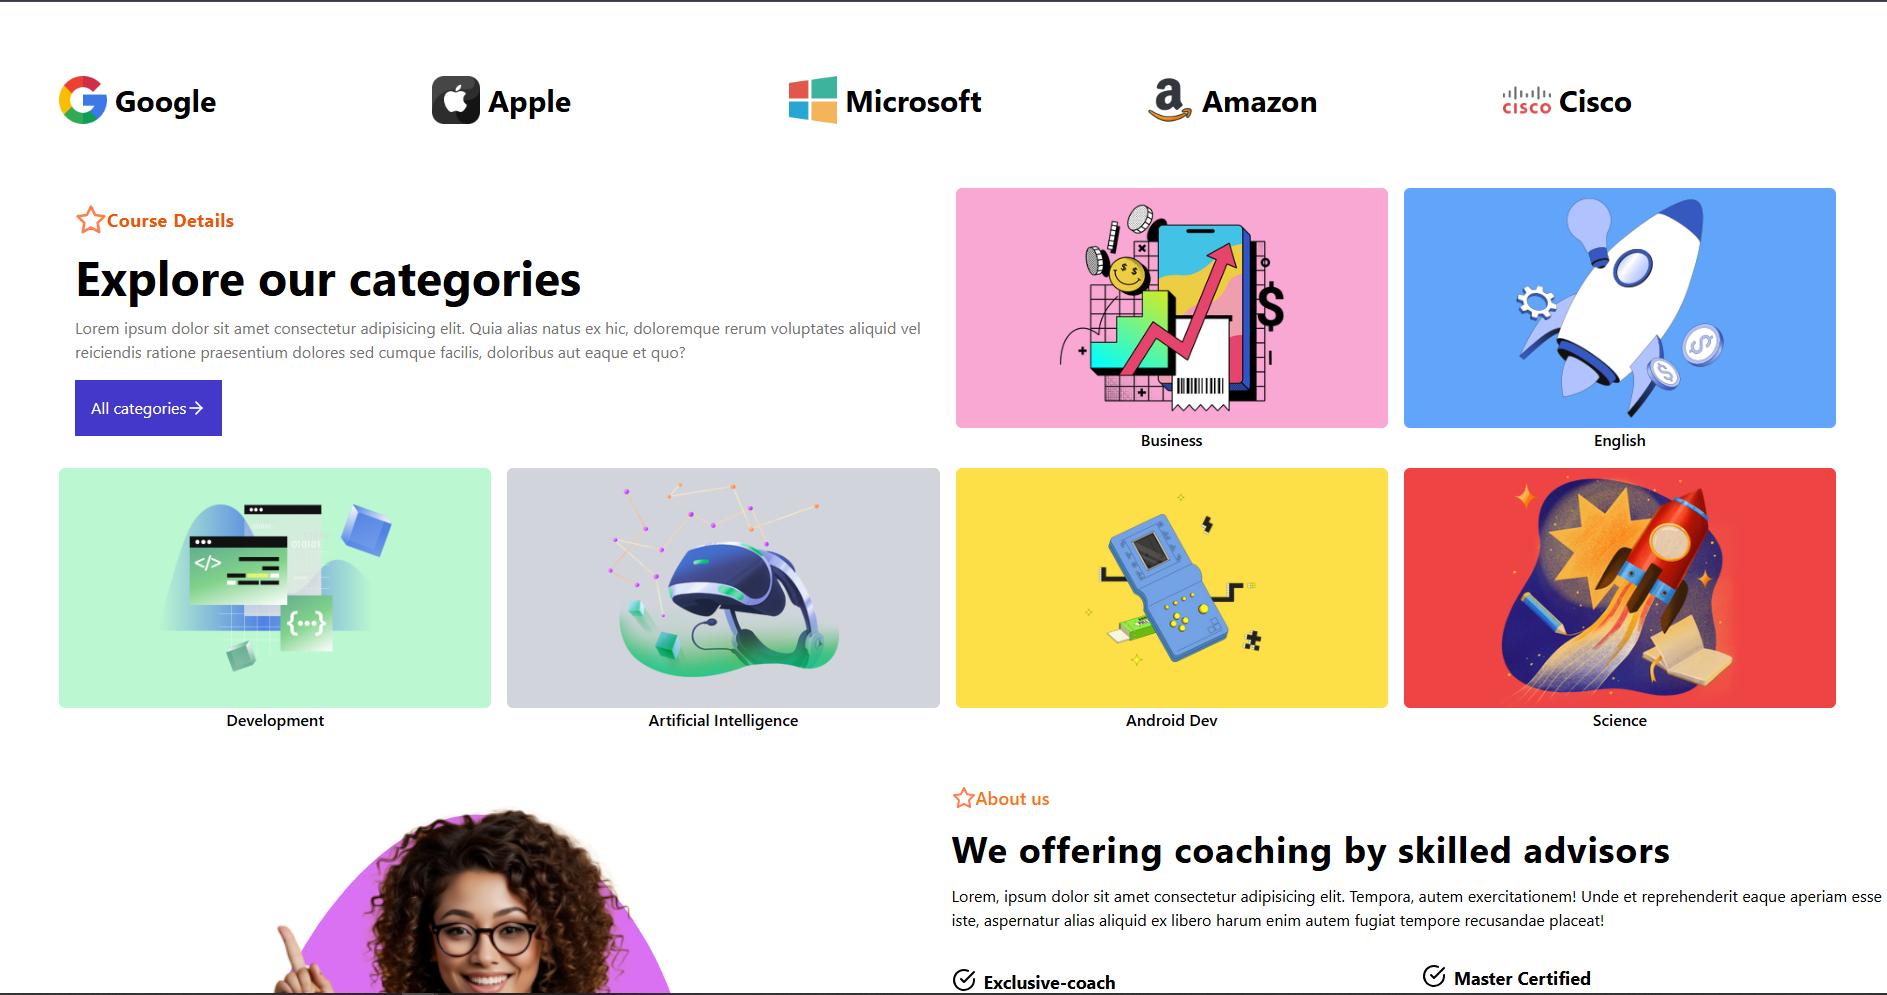 Google
Apple
Microsoft
Amazon
CISCO Cisco
Course Details
Explore our categories
Lorem ipsum dolor sit amet consectetur adipisicing elit. Quia alias natus ex hic, doloremque rerum voluptates aliquid vel
reiciendis ratione praesentium dolores sed cumque facilis, doloribus aut eaque et quo?
All categories
Business
English
Development
Artificial Intelligence
Android Dev
Science
About us
We offering coaching by skilled advisors
Lorem, ipsum dolor sit amet consectetur adipisicing elit. Tempora, autem exercitationem! Unde et reprehenderit eaque aperiam esse
iste, aspernatur alias aliquid ex libero harum enim autem fugiat tempore recusandae placeat!
Exclusive-coach
Master Certified